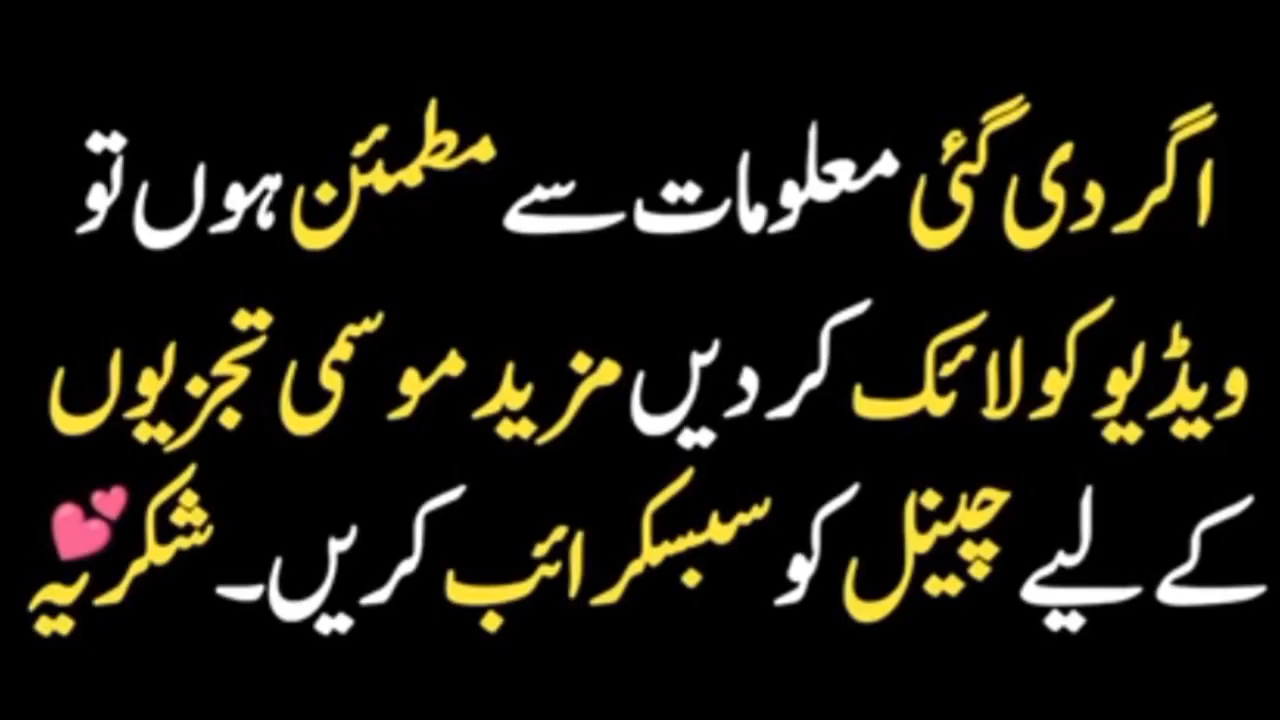 اگر دی گئی معلومات سے مطمئن ہوں تو
ویڈیو کو لائک کر دیں مزید موسمی تجزیوں
کے لیے چینل کو سبسکرائب کریں۔ شکریہ💕